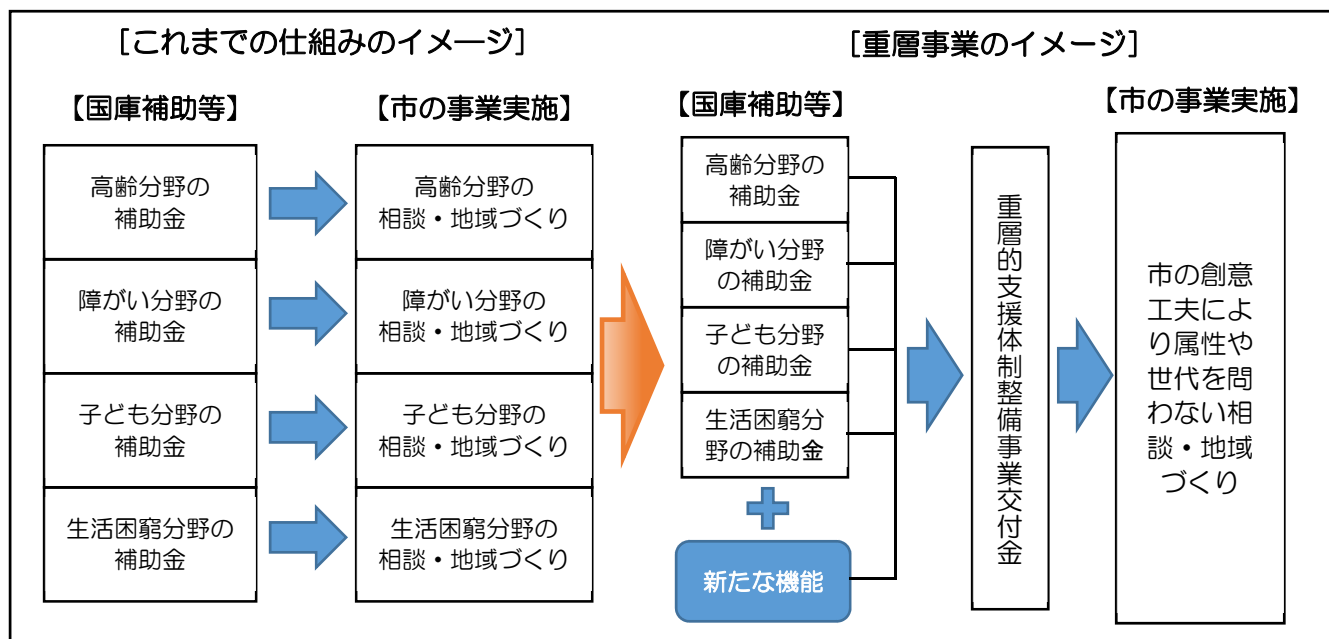 [これまでの仕組みのイメージ]
【国庫補助等】
【市の事業実施】
高齢分野の
補助金
高齢分野の
相談・地域づくり
障がい分野の
補助金
障がい分野の
相談・地域づくり
子ども分野の
補助金
子ども分野の
相談・地域づくり
生活困窮分野の
補助金
生活困窮分野の
相談・地域づくり
[重層事業のイメージ]
【国庫補助等】
【市の事業実施】
高齢分野の
補助金
障がい分野
の補助金
子ども分野
の補助金
生活困窮分
野の補助金
新たな機能
重層的支援体制整備事業交付金
市の創意
工夫によ
り属性や
世代を問
わない相
談・地域
づくり